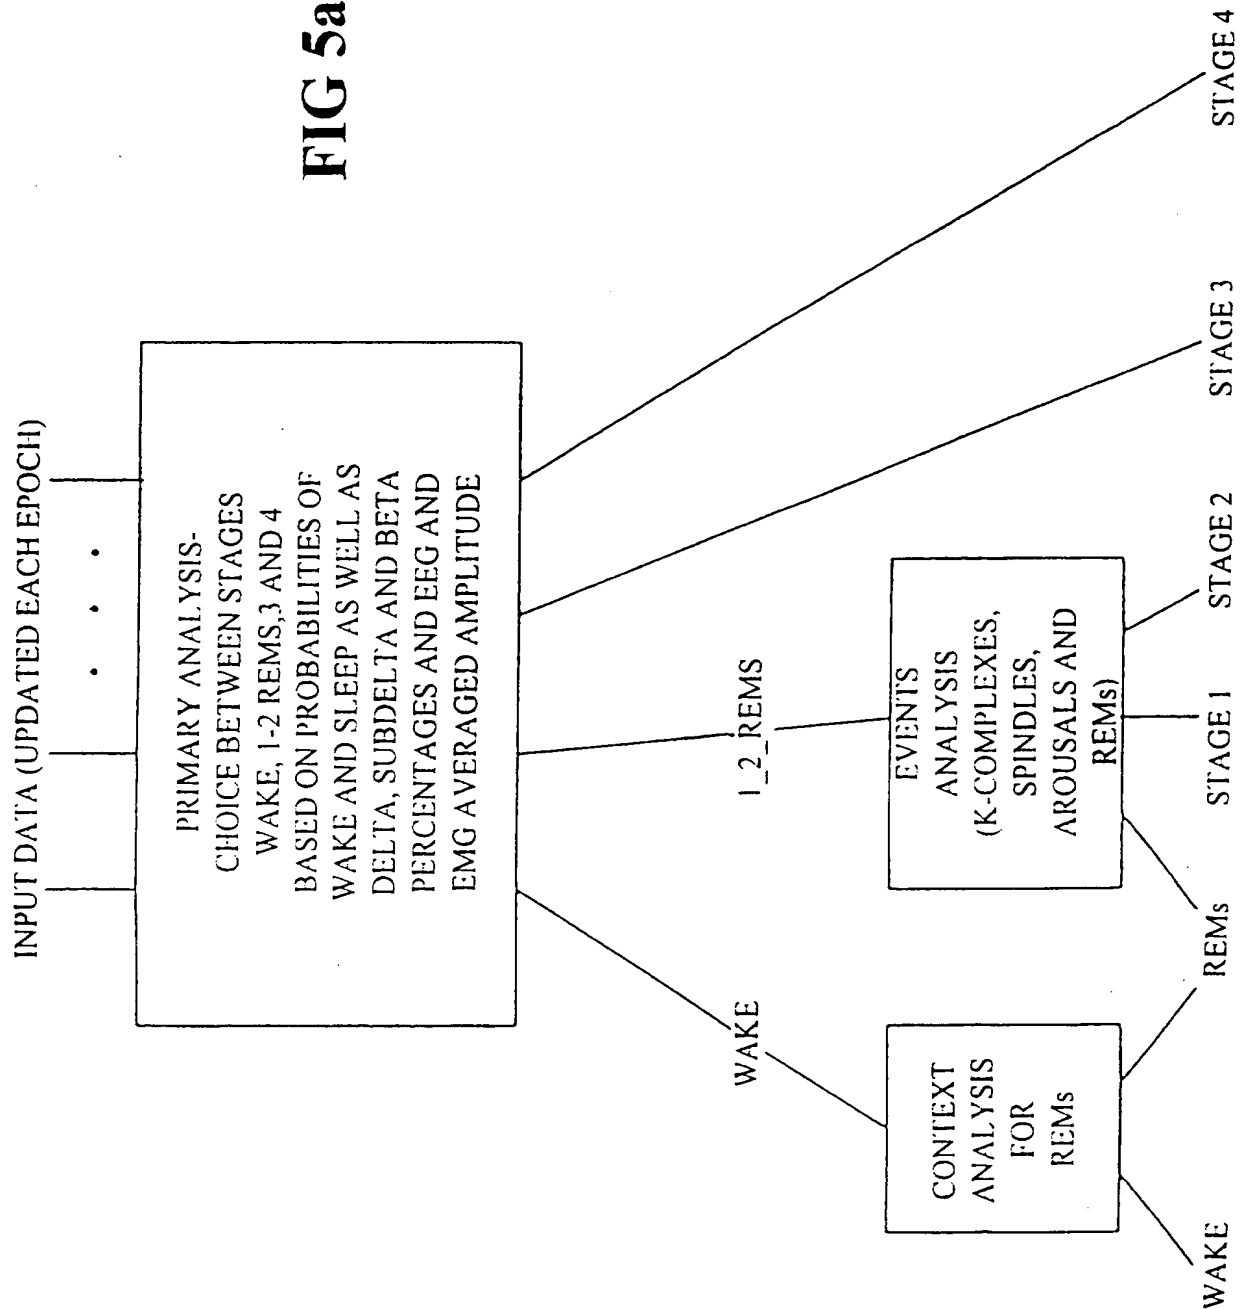 INPUT DATA (UPDATED EACH EPOCH)
PRIMARY ANALYSIS-
CHOICE BETWEEN STAGES
WAKE, 1-2 REMS,3 AND 4
BASED ON PROBABILITIES OF
WAKE AND SLEEP AS WELL AS
DELTA, SUBDELTA AND BETA
PERCENTAGES AND EEG AND
EMG AVERAGED AMPLITUDE
FIG 5a
WAKE
1_2_REMS
CONTEXT
ANALYSIS
FOR
REMs
EVENTS
ANALYSIS
(K-COMPLEXES,
SPINDLES,
AROUSALS AND
REMs)
WAKE
REMs
STAGE 1
STAGE 2
STAGE 3
STAGE 4